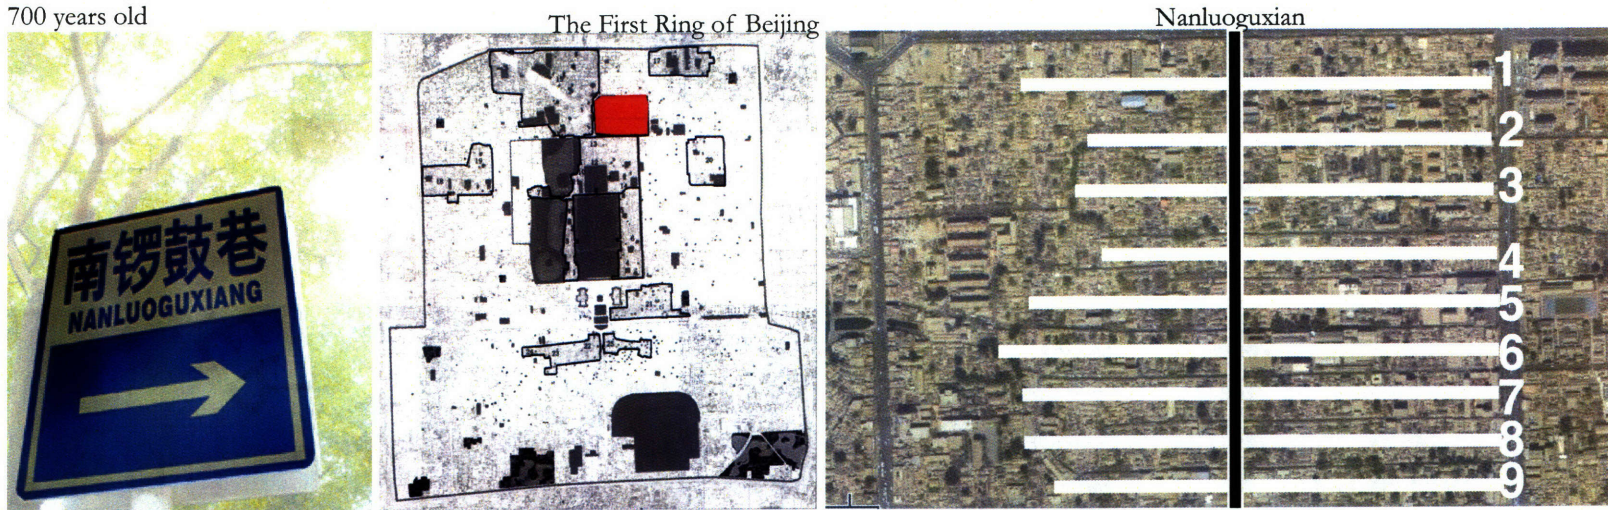 700 years old
The First Ring of Beijing
Nanluoguxian
南锣鼓巷
NANLUOGUXIANG
1
2
3
4
5
6
7
8
9